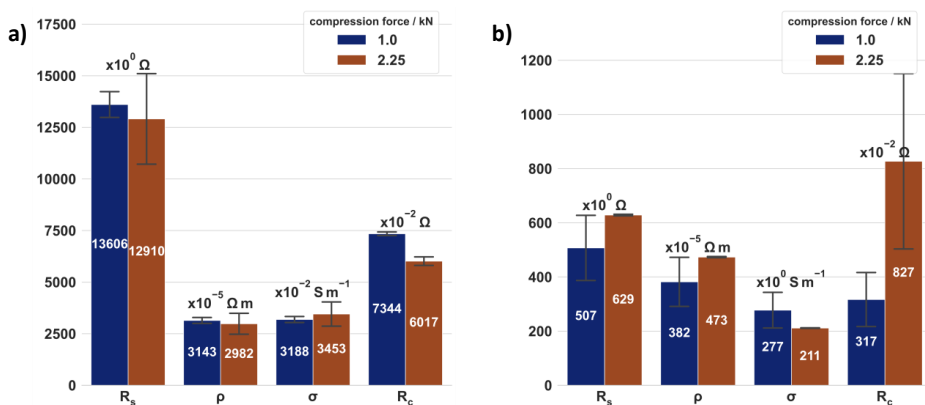 a)
compression force / kN
1.0
2.25
17500
15000
12500
10000
7500
5000
2500
0
x10⁰ Ω
x10⁻⁵ Ω m
x10⁻² S m⁻¹
x10⁻² Ω
13606
12910
3143
2982
3188
3453
7344
6017
Rₛ
ρ
σ
R꜀
b)
compression force / kN
1.0
2.25
1200
1000
800
600
400
200
0
x10⁰ Ω
x10⁻⁵ Ω m
x10⁰ S m⁻¹
x10⁻² Ω
507
629
382
473
277
211
317
827
Rₛ
ρ
σ
R꜀